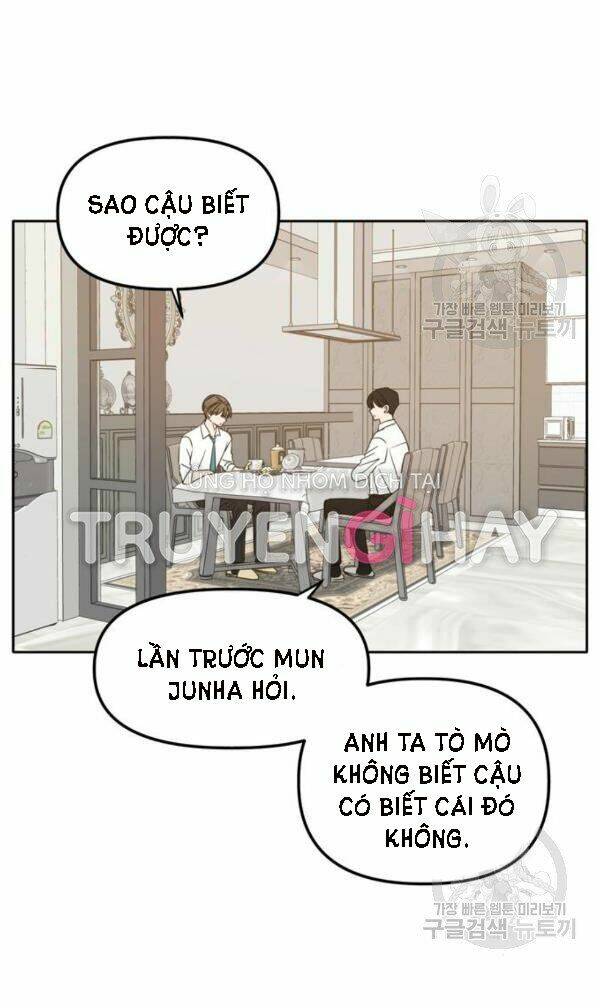 SAO CẬU BIẾT
ĐƯỢC?
가장 빠른 웹툰 미리보기
구글검색 뉴토끼
ỦNG HỘ NHÓM DỊCH TẠI
TRUYENGIHAY
LẦN TRƯỚC MUN
JUNHA HỎI.
ANH TA TÒ MÒ
KHÔNG BIẾT CẬU
CÓ BIẾT CÁI ĐÓ
KHÔNG.
가장 빠른 웹툰 미리보기
구글검색 뉴토끼